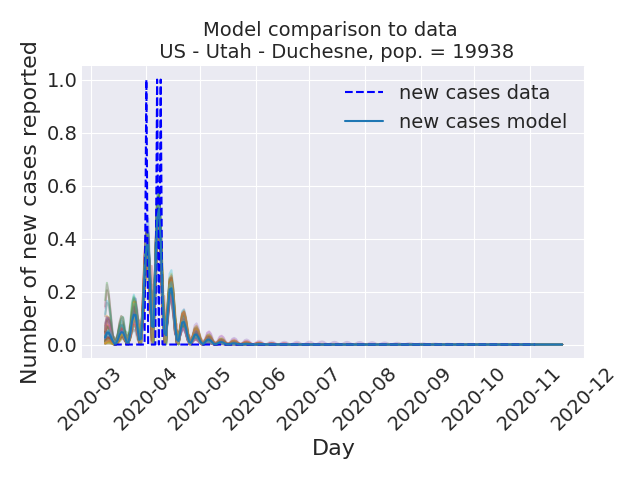 Model comparison to data
US - Utah - Duchesne, pop. = 19938
new cases data
new cases model
Number of new cases reported
1.0
0.8
0.6
0.4
0.2
0.0
2020-03
2020-04
2020-05
2020-06
2020-07
2020-08
2020-09
2020-10
2020-11
2020-12
Day